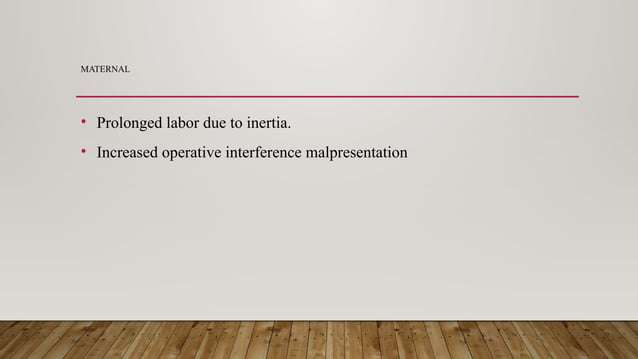 MATERNAL
• Prolonged labor due to inertia.
• Increased operative interference malpresentation